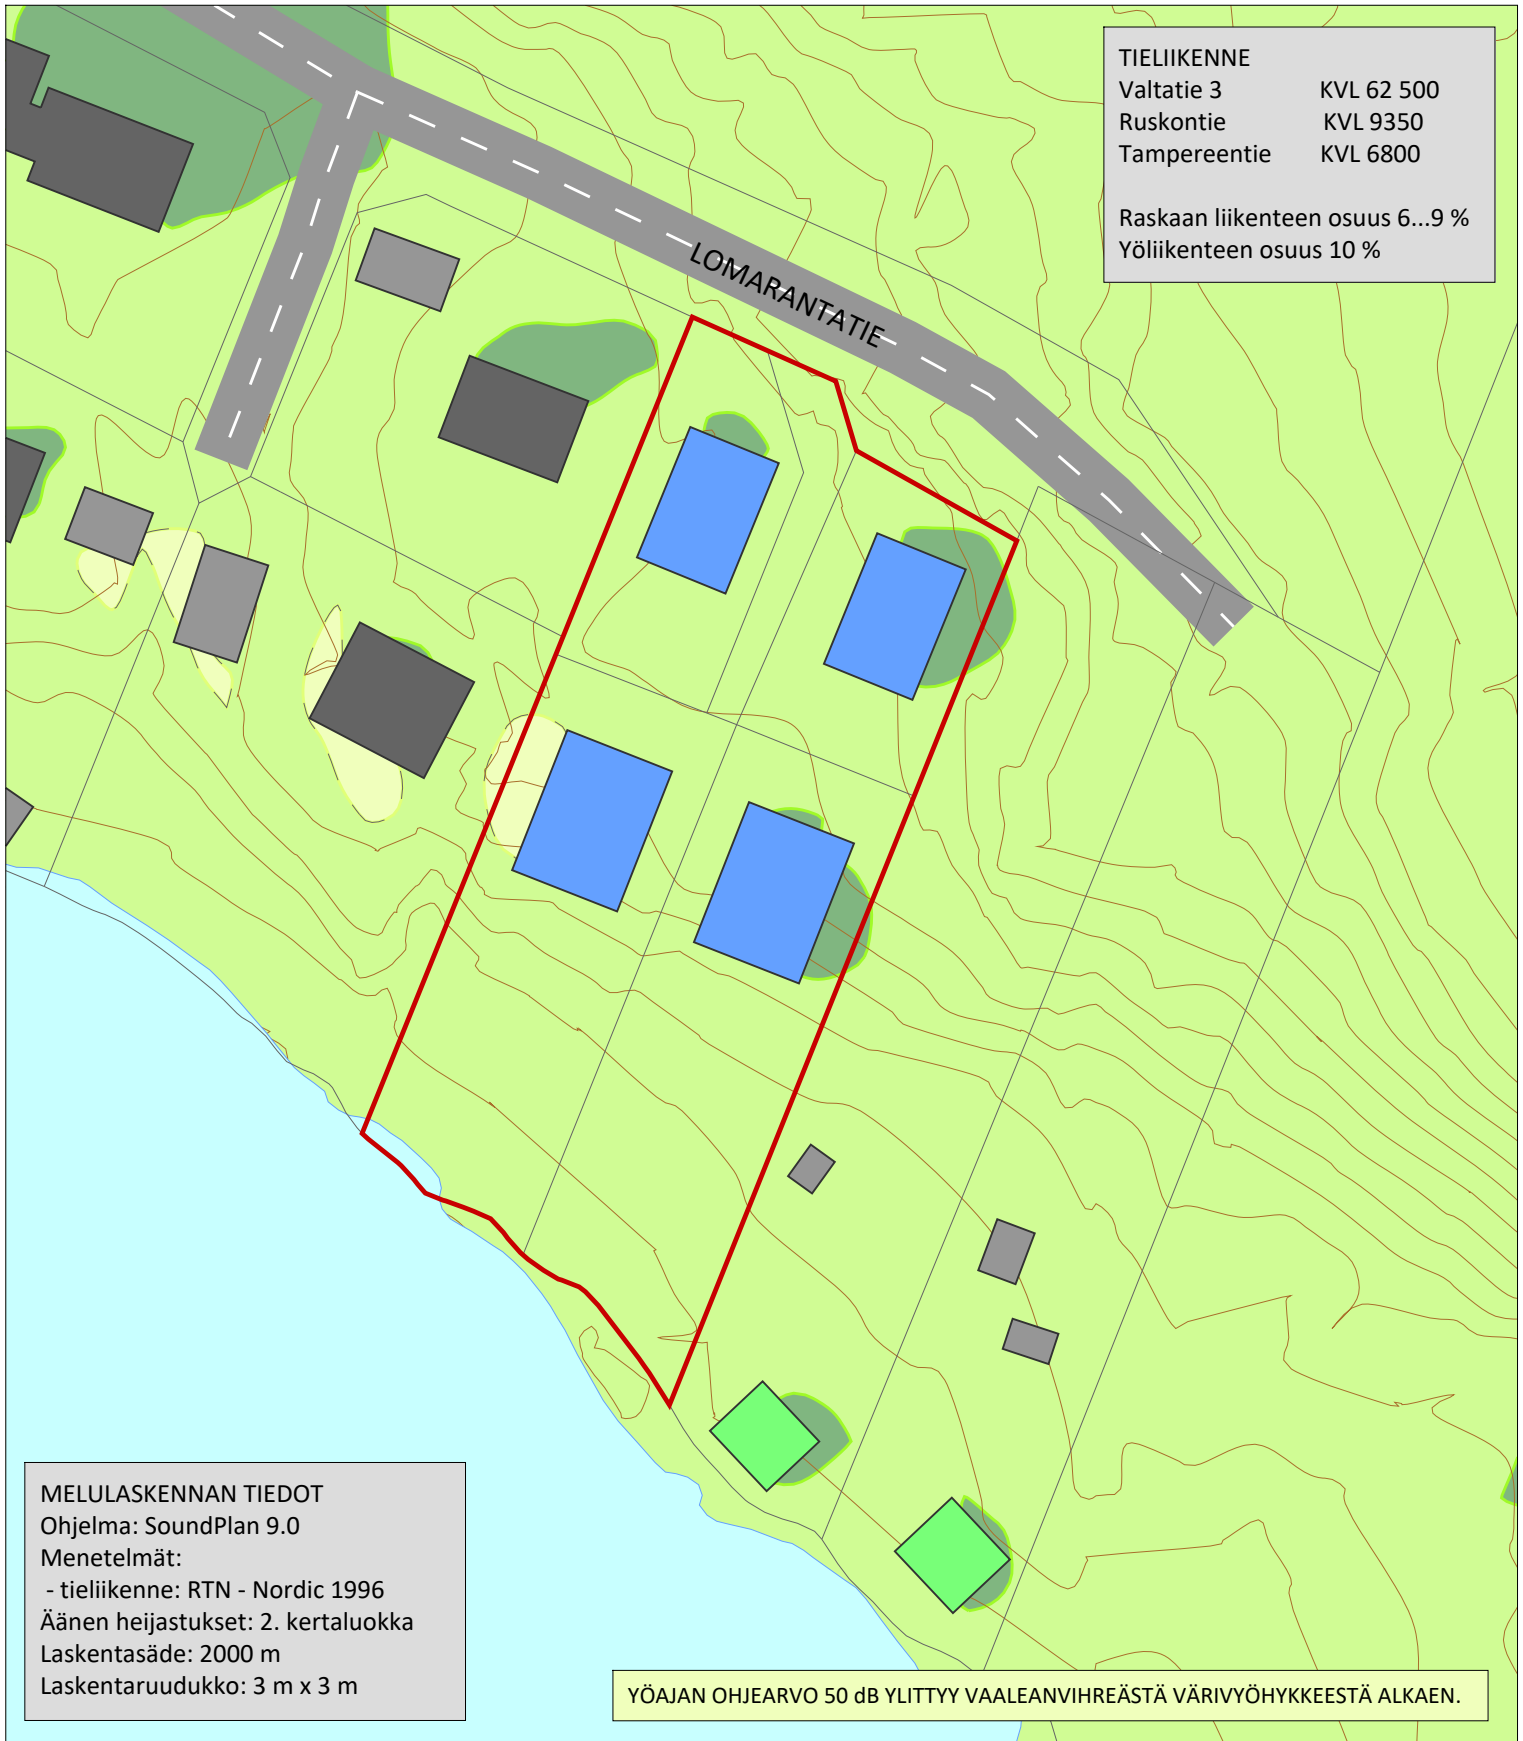 TIELIIKENNE
Valtatie 3 KVL 62 500
Ruskontie KVL 9350
Tampereentie KVL 6800
Raskaan liikenteen osuus 6...9 %
Yöliikenteen osuus 10 %
LOMARANTATIE
MELULASKENNAN TIEDOT
Ohjelma: SoundPlan 9.0
Menetelmät:
- tieliikenne: RTN - Nordic 1996
Äänen heijastukset: 2. kertaluokka
Laskentasäde: 2000 m
Laskentaruudukko: 3 m x 3 m
YÖAJAN OHJEARVO 50 dB YLITTYY VAALEANVIHREÄSTÄ VÄRIVYÖHYKKEESTÄ ALKAEN.